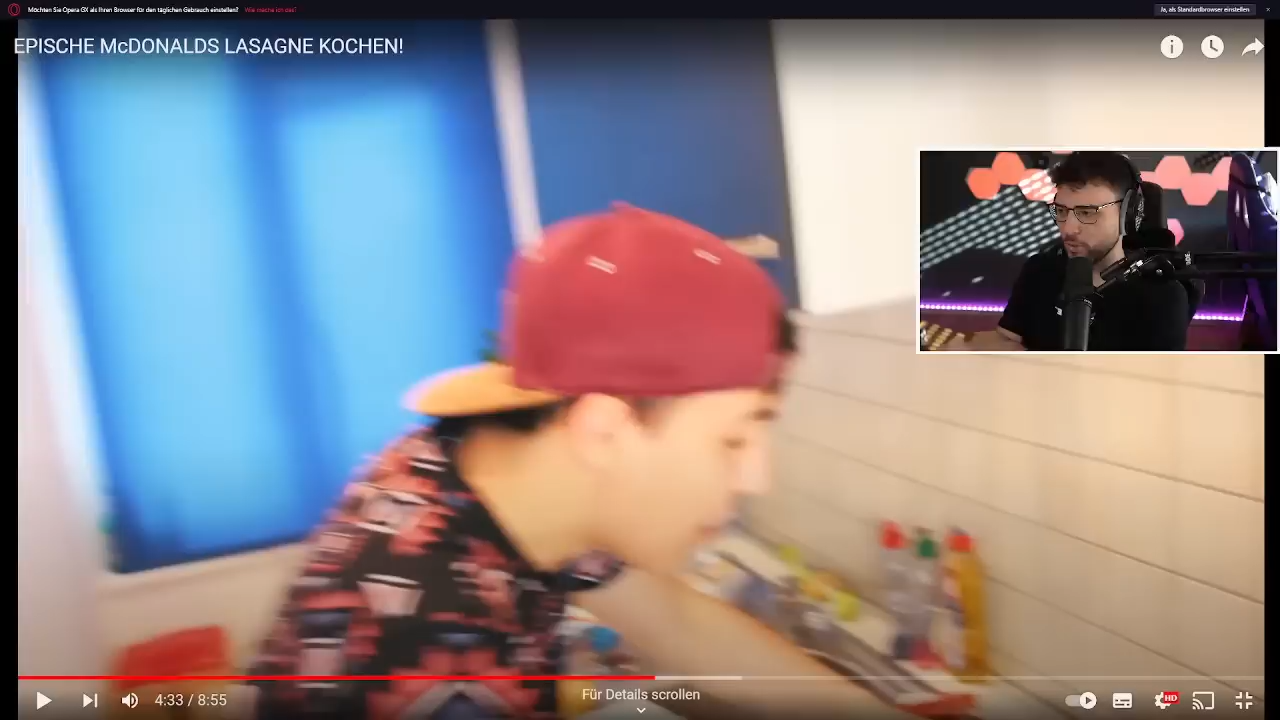 Möchten Sie Opera GX als Ihren Browser für den täglichen Gebrauch einstellen? Wie mache ich das?
Ja, als Standardbrowser einstellen
EPISCHE McDONALDS LASAGNE KOCHEN!
4:33 / 8:55
Für Details scrollen
HD